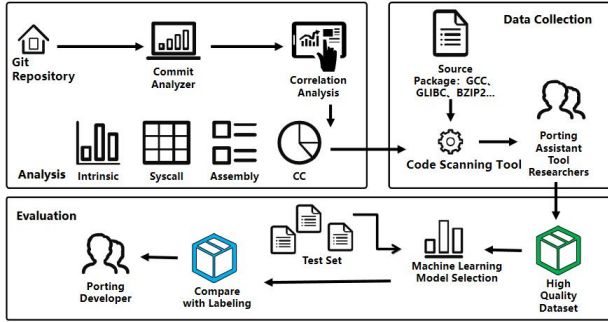 Git
Repository
Commit
Analyzer
Correlation
Analysis
Analysis
Intrinsic
Syscall
Assembly
CC
Data Collection
Source
Package：GCC、
GLIBC、BZIP2...
Code Scanning Tool
Porting
Assistant
Tool
Researchers
Evaluation
Porting
Developer
Compare
with Labeling
Test Set
Machine Learning
Model Selection
High
Quality
Dataset